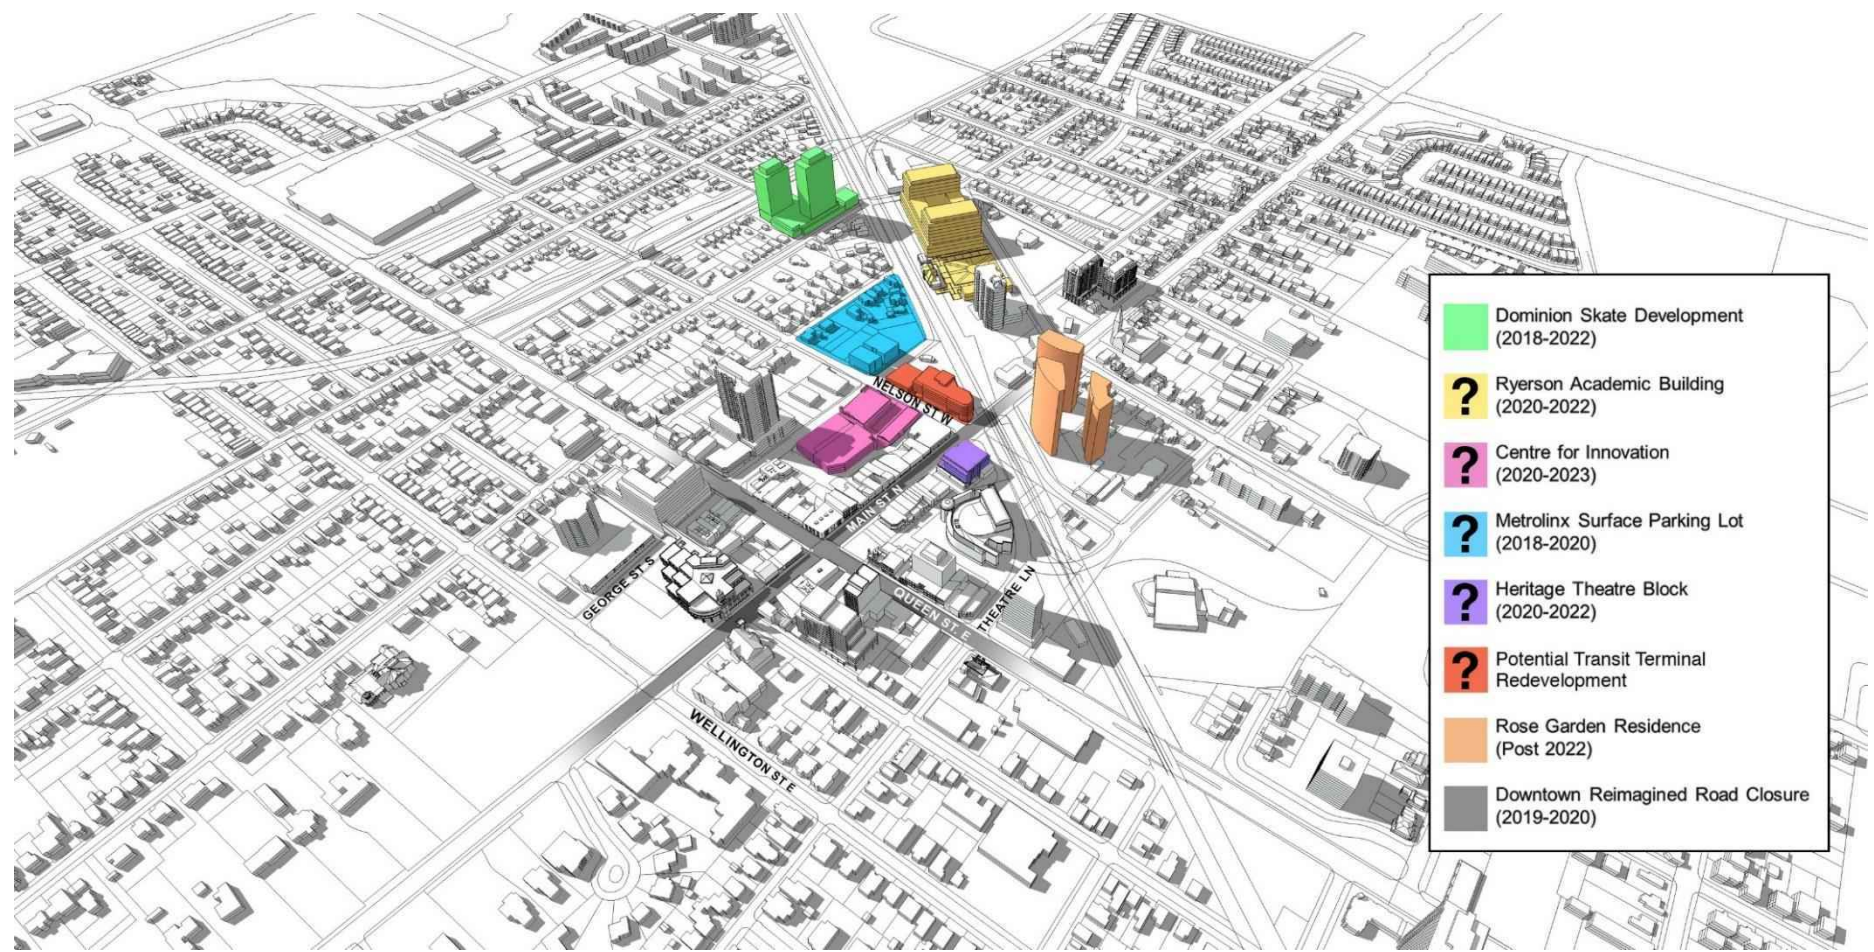 NELSON ST W
MAIN ST N
GEORGE ST S
QUEEN ST. E
THEATRE LN
WELLINGTON ST E
Dominion Skate Development
(2018-2022)
?
Ryerson Academic Building
(2020-2022)
?
Centre for Innovation
(2020-2023)
?
Metrolinx Surface Parking Lot
(2018-2020)
?
Heritage Theatre Block
(2020-2022)
?
Potential Transit Terminal
Redevelopment
Rose Garden Residence
(Post 2022)
Downtown Reimagined Road Closure
(2019-2020)